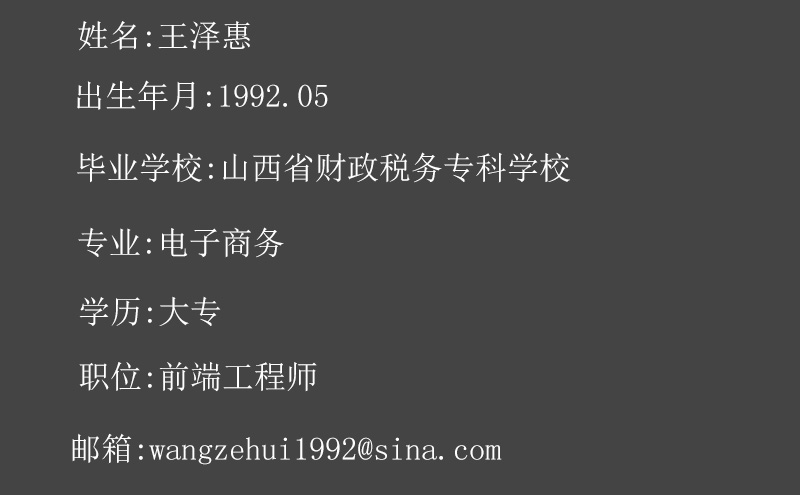 姓名:王泽惠
出生年月:1992.05
毕业学校:山西省财政税务专科学校
专业:电子商务
学历:大专
职位:前端工程师
邮箱:wangzehui1992@sina.com